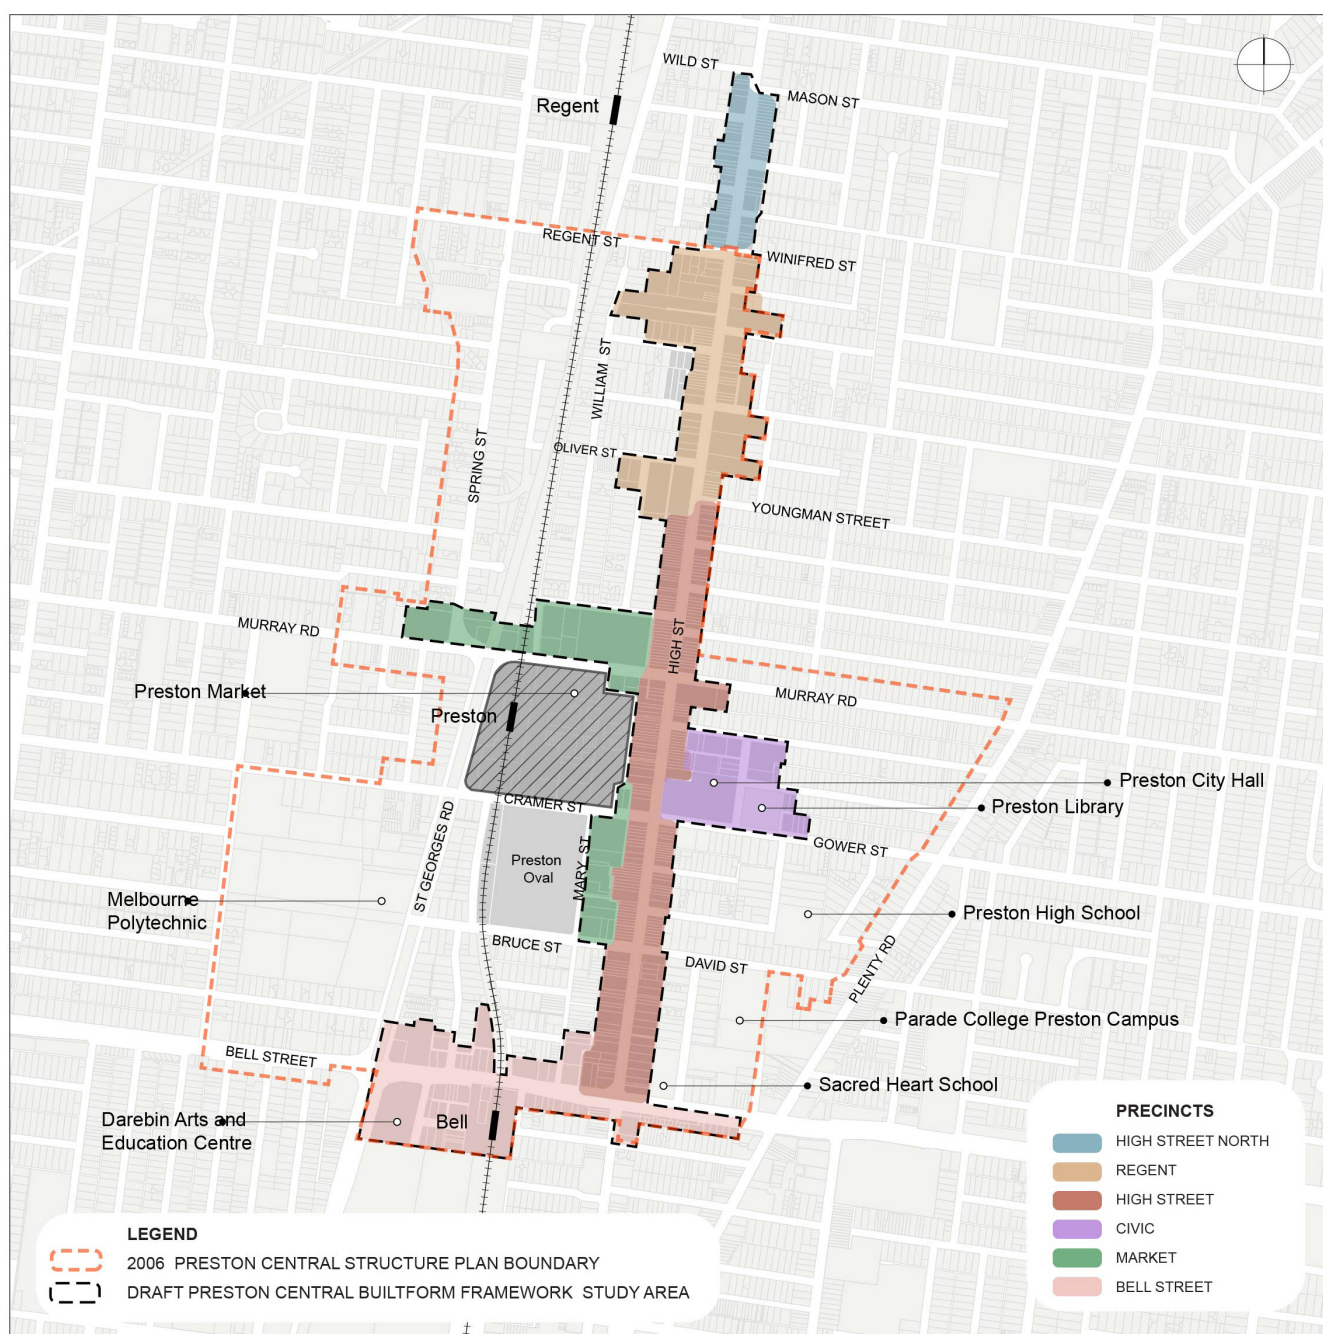 WILD ST
MASON ST
Regent
REGENT ST
WINIFRED ST
WILLIAM ST
OLIVER ST
SPRING ST
YOUNGMAN STREET
MURRAY RD
HIGH ST
Preston Market
MURRAY RD
Preston
Preston City Hall
CRAMER ST
Preston Library
ST GEORGES RD
GOWER ST
Preston
Oval
MARY ST
Melbourne
Polytechnic
Preston High School
BRUCE ST
DAVID ST
PLENTY RD
Parade College Preston Campus
BELL STREET
Sacred Heart School
Darebin Arts and
Education Centre
Bell
PRECINCTS
HIGH STREET NORTH
REGENT
HIGH STREET
CIVIC
MARKET
BELL STREET
LEGEND
2006 PRESTON CENTRAL STRUCTURE PLAN BOUNDARY
DRAFT PRESTON CENTRAL BUILTFORM FRAMEWORK STUDY AREA